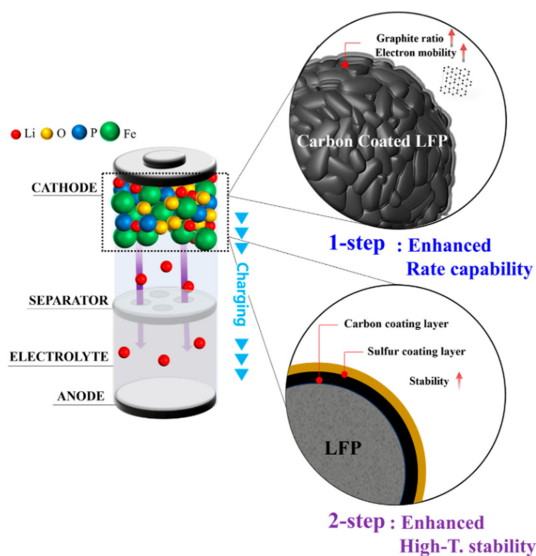 Graphite ratio
Electron mobility
Li O P Fe
Carbon Coated LFP
CATHODE
1-step : Enhanced
Rate capability
Charging
SEPARATOR
Carbon coating layer
Sulfur coating layer
ELECTROLYTE
Stability
ANODE
LFP
2-step : Enhanced
High-T. stability